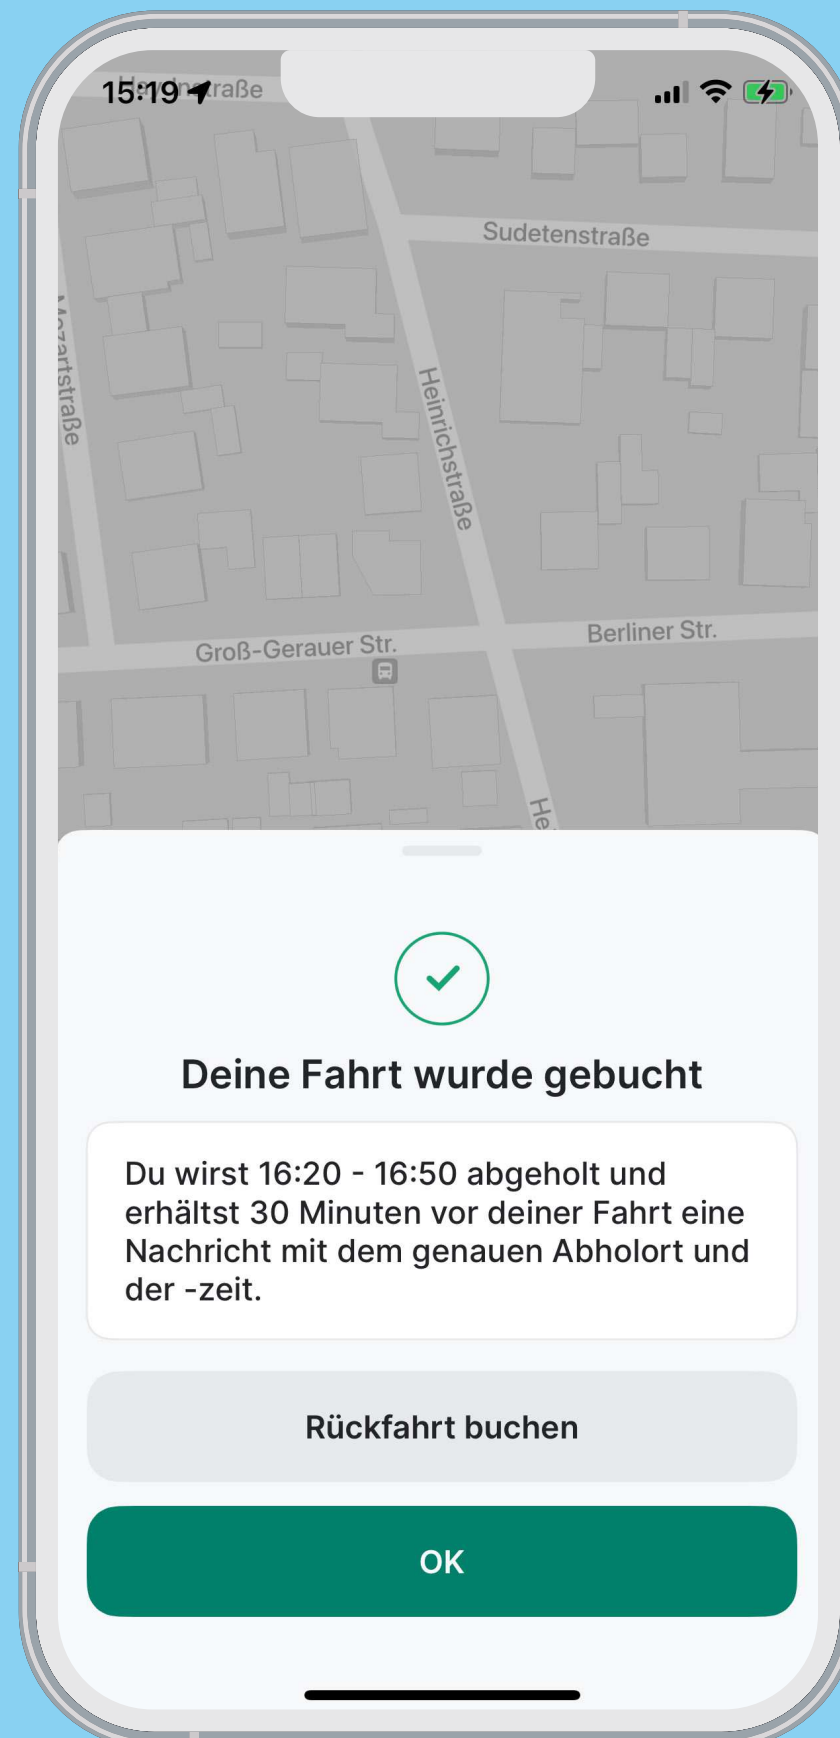 15:19
Sudetenstraße
Mozartstraße
Heinrichstraße
Groß-Gerauer Str.
Berliner Str.
He
Deine Fahrt wurde gebucht
Du wirst 16:20 - 16:50 abgeholt und
erhältst 30 Minuten vor deiner Fahrt eine
Nachricht mit dem genauen Abholort und
der -zeit.
Rückfahrt buchen
OK